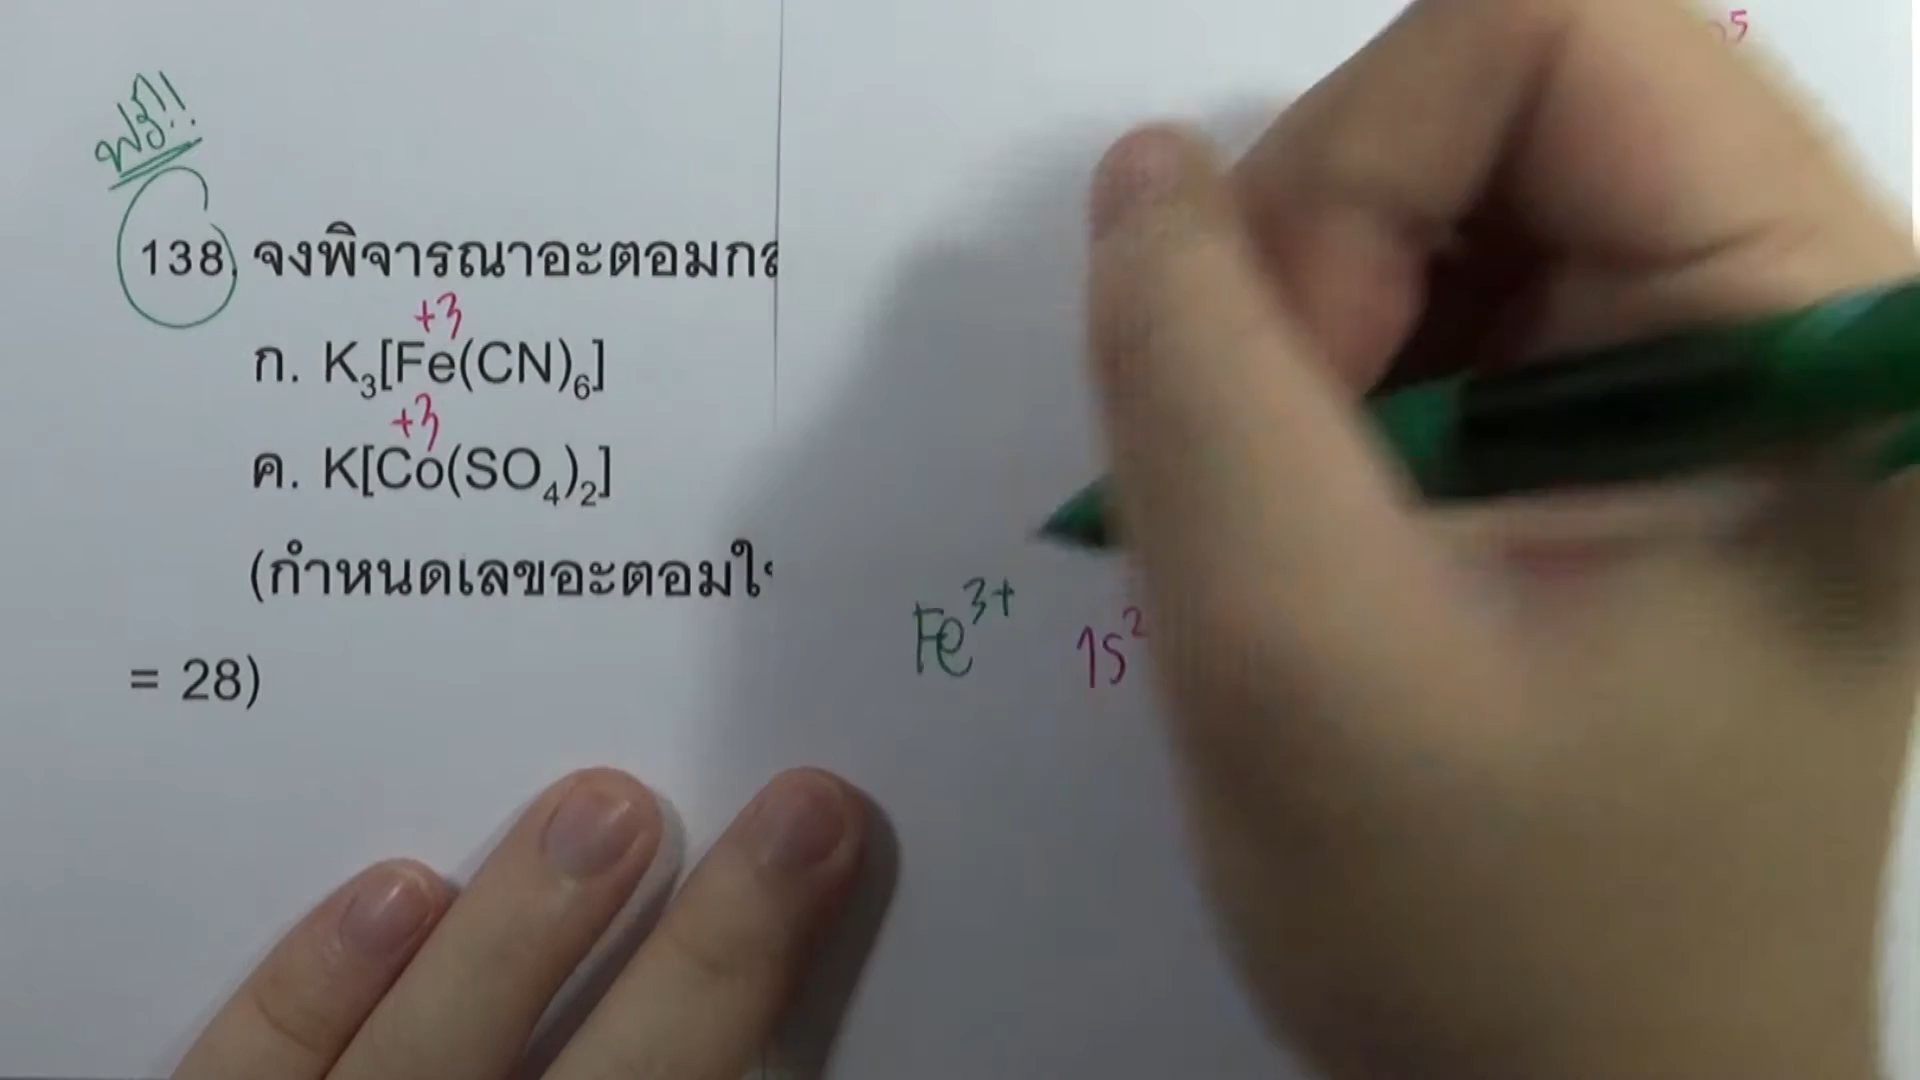 ฟรี!!
138. จงพิจารณาอะตอมกล
+3
ก. K₃[Fe(CN)₆]
+3
ค. K[Co(SO₄)₂]
(กำหนดเลขอะตอมใ
= 28)
5
Fe³⁺ 1s²